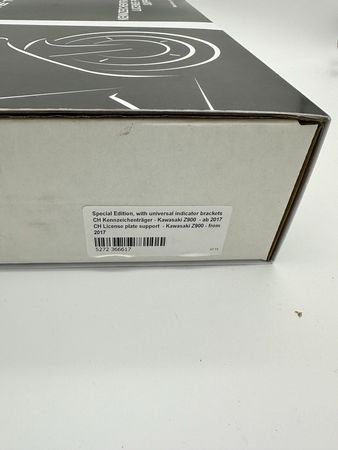 Special Edition, with universal indicator brackets
CH Kennzeichenträger - Kawasaki Z900 - ab 2017
CH License plate support - Kawasaki Z900 - from
2017
5272 366617